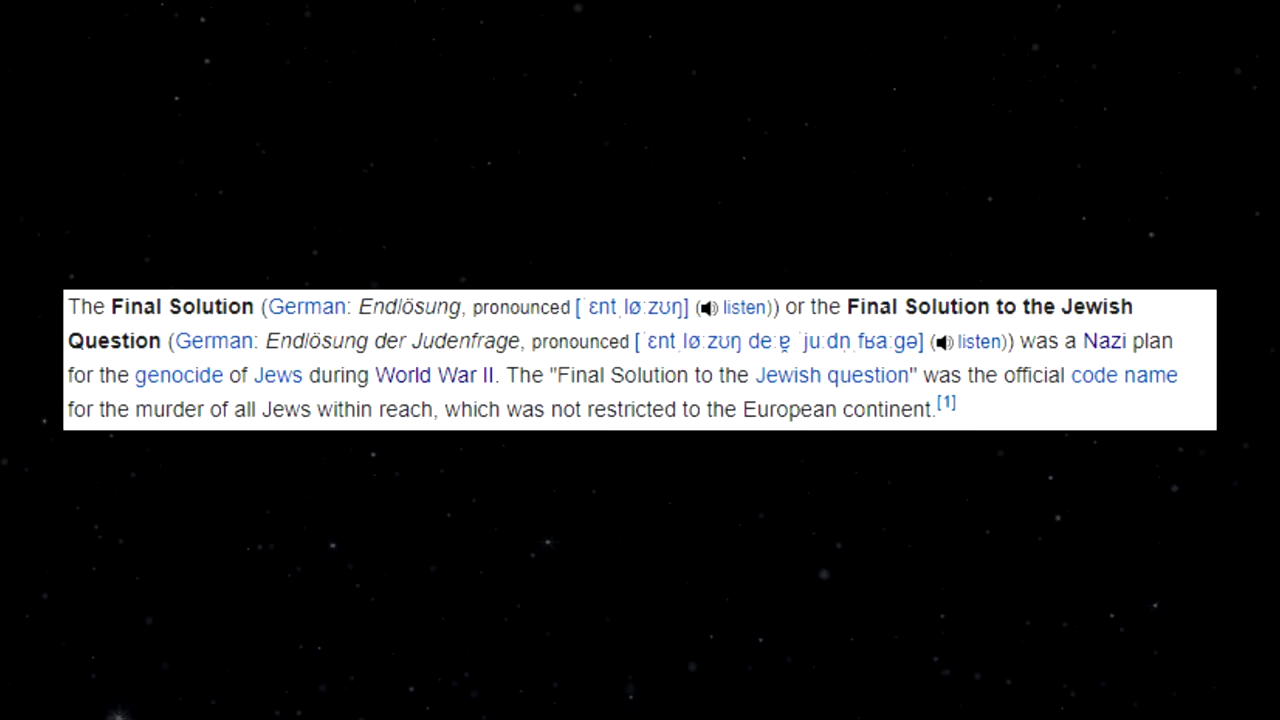 The Final Solution (German: Endlösung, pronounced [ˈɛntˌløːzʊŋ] (listen)) or the Final Solution to the Jewish
Question (German: Endlösung der Judenfrage, pronounced [ˈɛntˌløːzʊŋ deːɐ̯ ˈjuːdn̩ˌfʁaːɡə] (listen)) was a Nazi plan
for the genocide of Jews during World War II. The "Final Solution to the Jewish question" was the official code name
for the murder of all Jews within reach, which was not restricted to the European continent.[1]